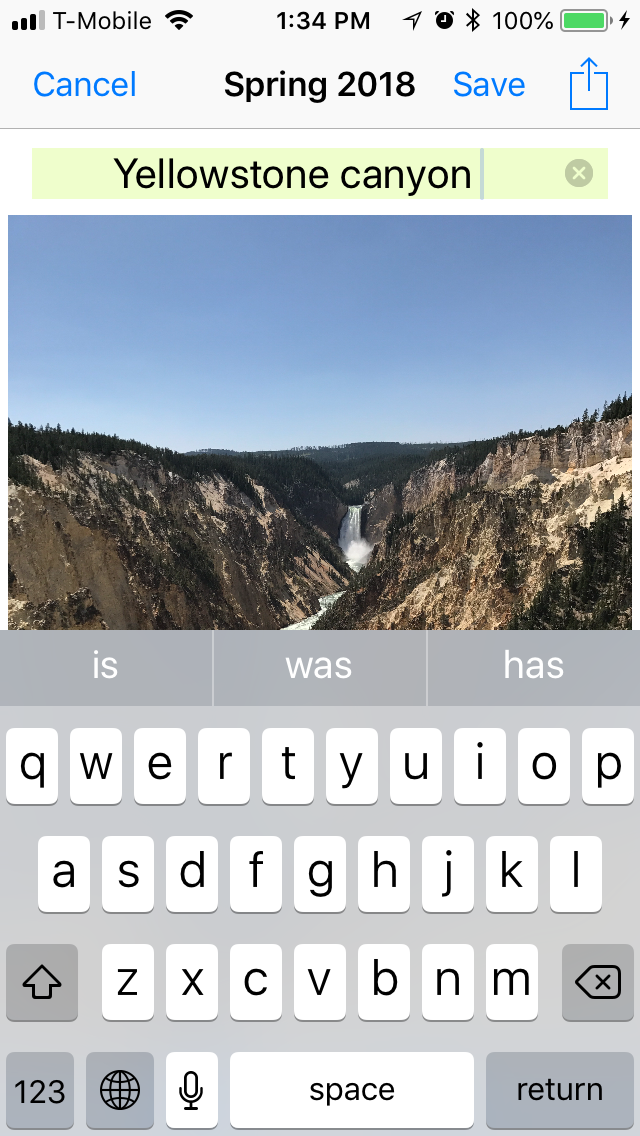 T-Mobile 1:34 PM 100%
Cancel Spring 2018 Save
Yellowstone canyon
is was has
q w e r t y u i o p
a s d f g h j k l
z x c v b n m
123 space return